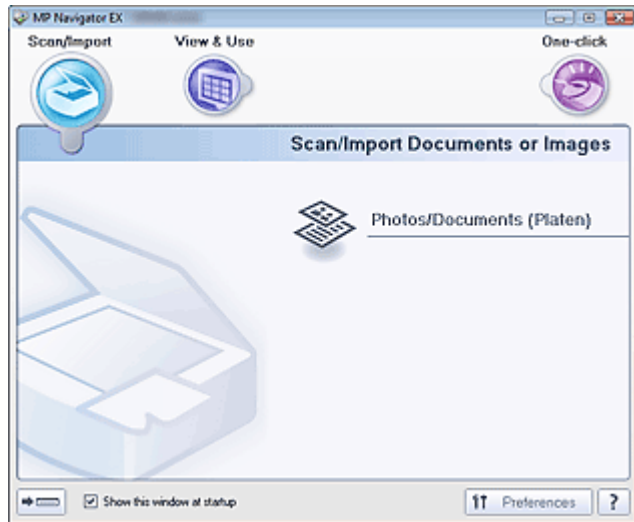 MP Navigator EX
Scan/Import View & Use One-click
Scan/Import Documents or Images
Photos/Documents (Platen)
Show this window at startup
Preferences ?